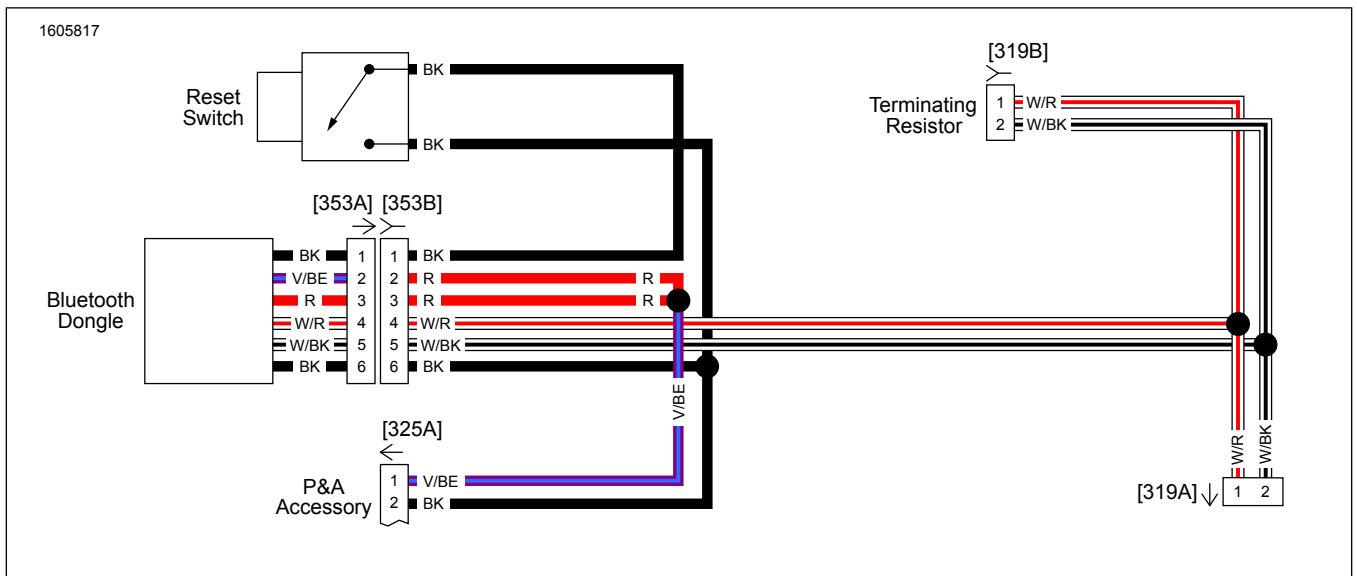 1605817
Reset
Switch
BK
BK
[319B]
Terminating
Resistor
1 W/R
2 W/BK
[353A] [353B]
Bluetooth
Dongle
BK 1 1 BK
V/BE 2 2 R R
R 3 3 R R
W/R 4 4 W/R
W/BK 5 5 W/BK
BK 6 6 BK
V/BE
[325A]
P&A
Accessory
1 V/BE
2 BK
W/R W/BK
[319A] 1 2